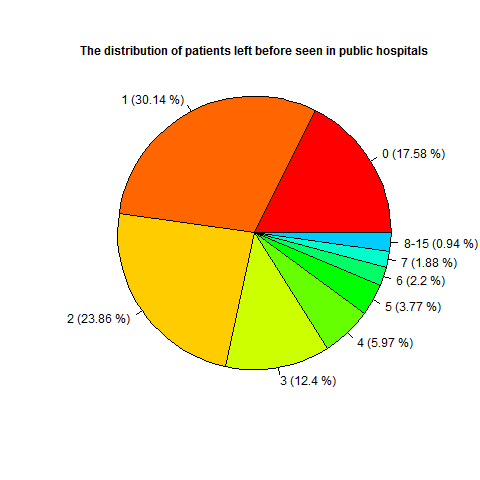 The distribution of patients left before seen in public hospitals
1 (30.14 %)
0 (17.58 %)
8-15 (0.94 %)
7 (1.88 %)
6 (2.2 %)
5 (3.77 %)
4 (5.97 %)
2 (23.86 %)
3 (12.4 %)